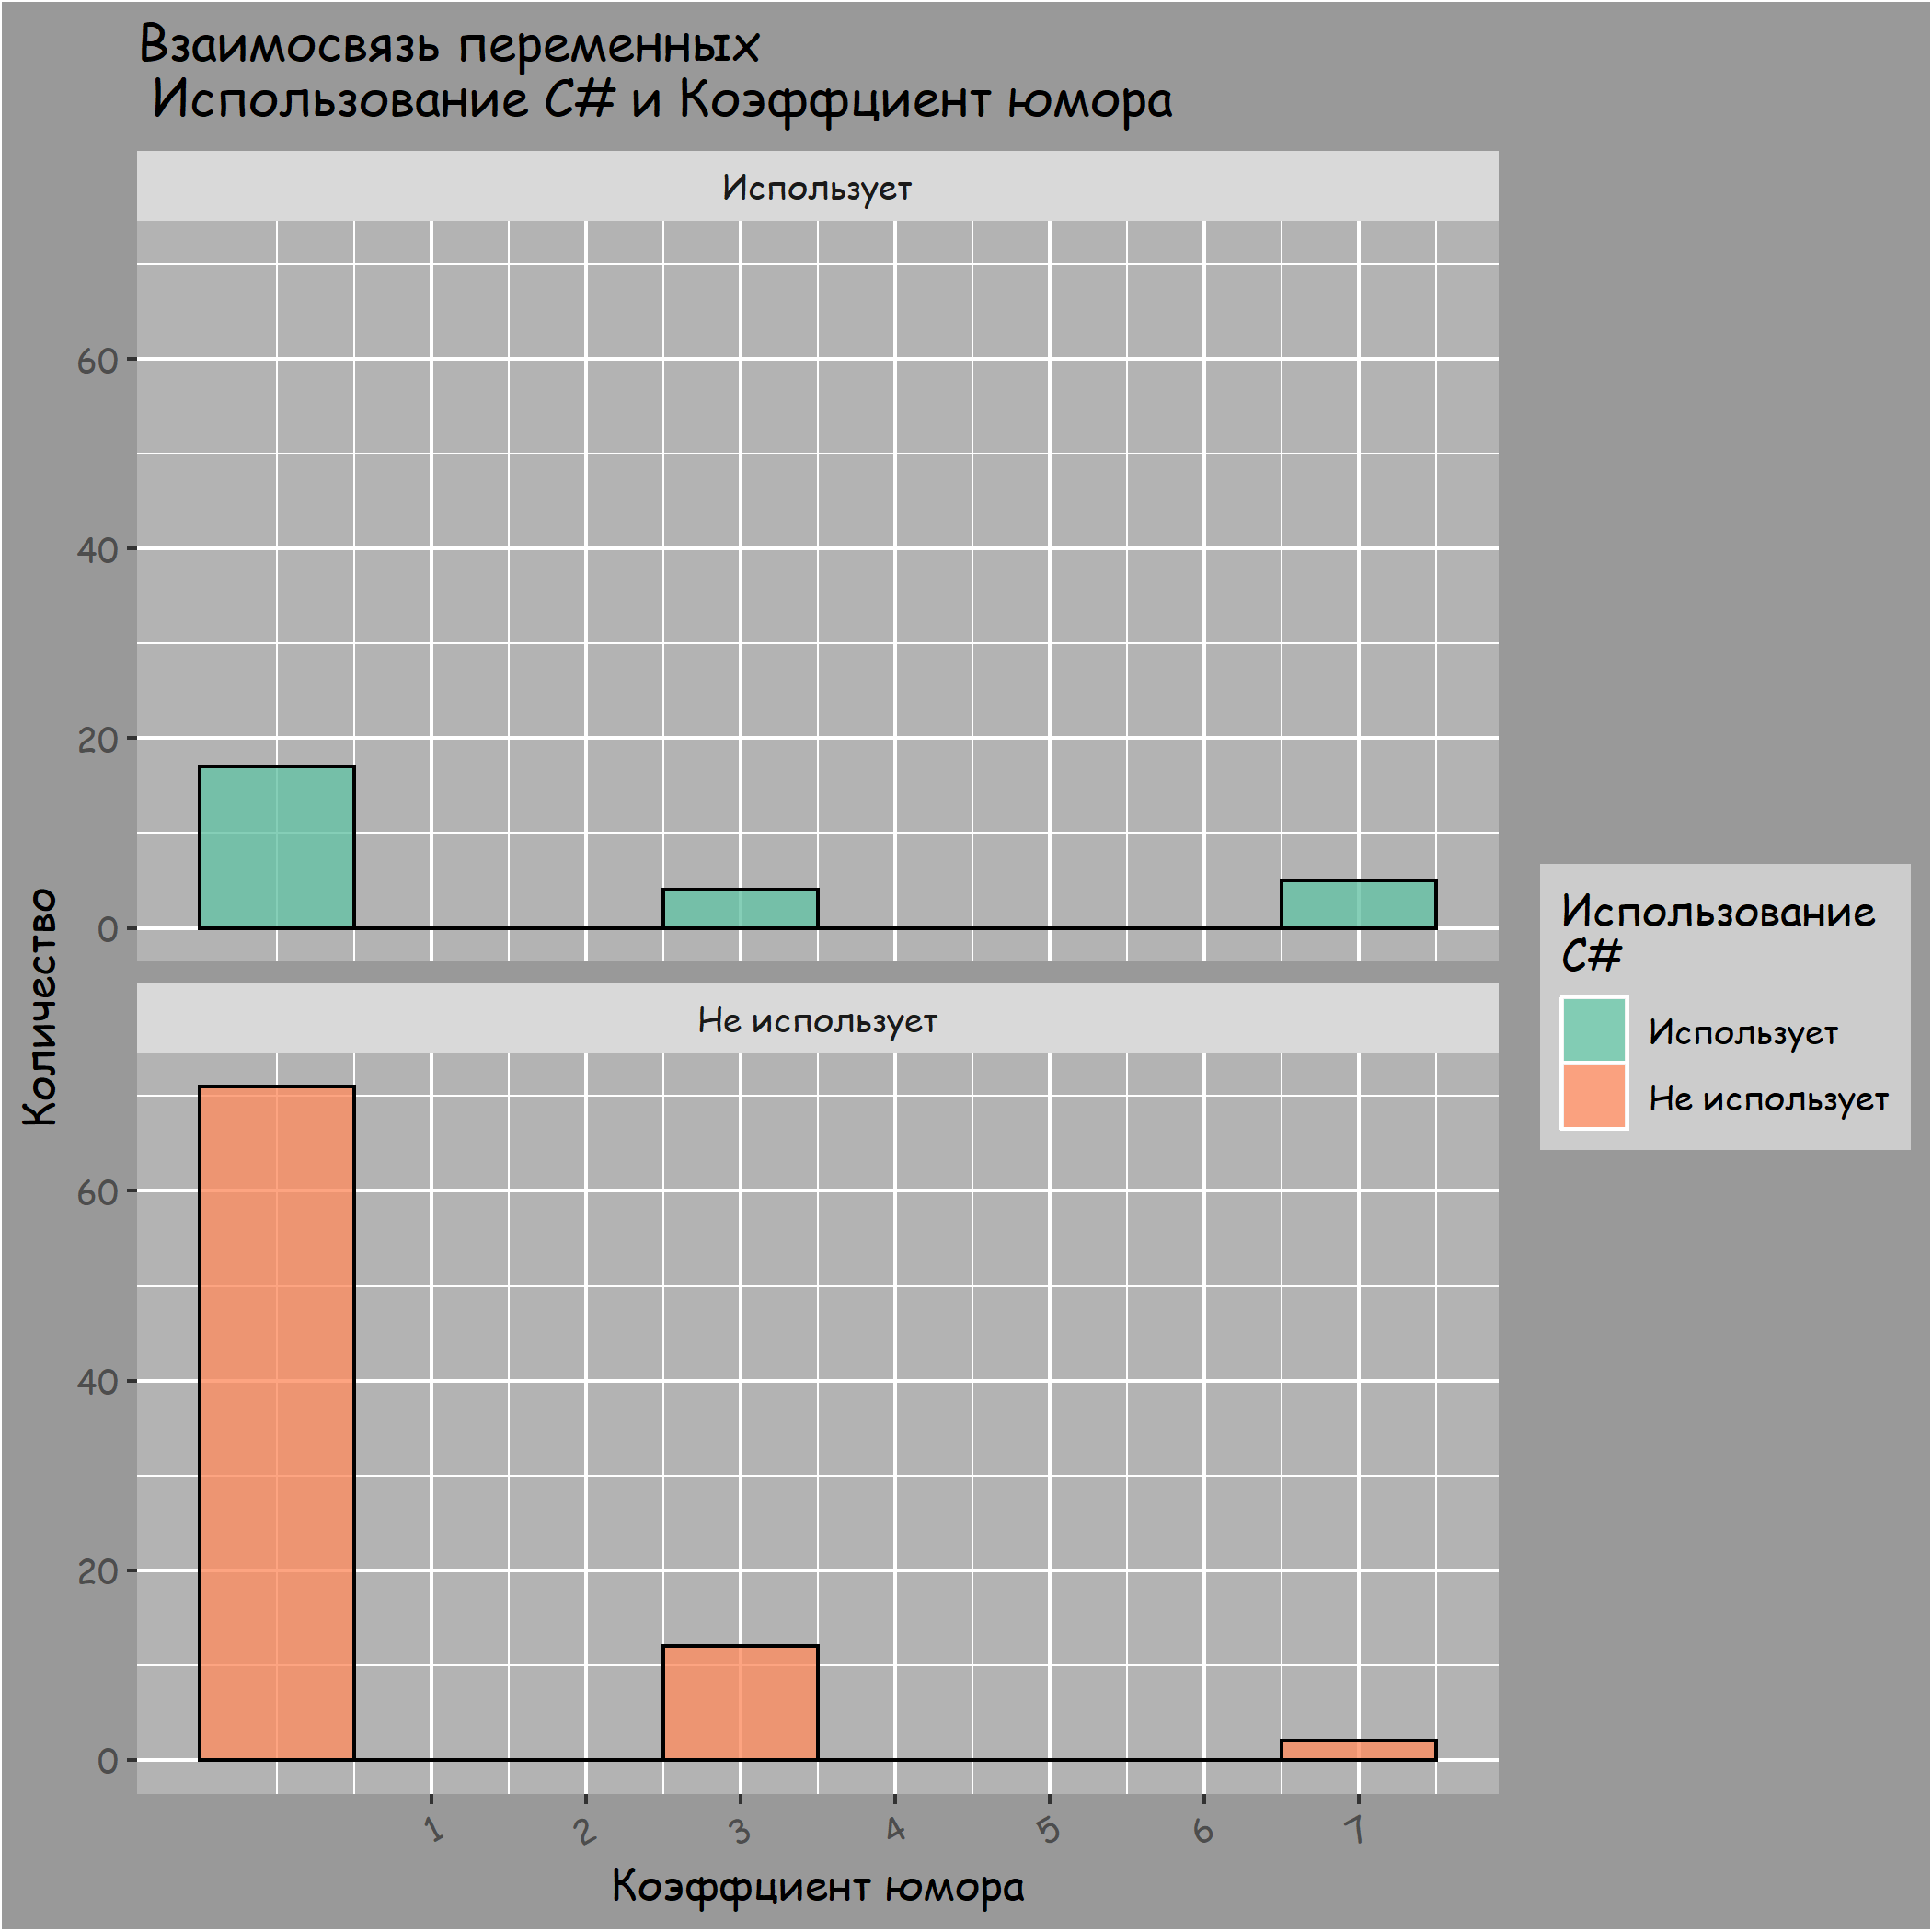 Взаимосвязь переменных
Использование C# и Коэффциент юмора
Использует
60
40
20
0
Не использует
60
40
20
0
1 2 3 4 5 6 7
Коэффциент юмора
Количество
Использование
C#
Использует
Не использует